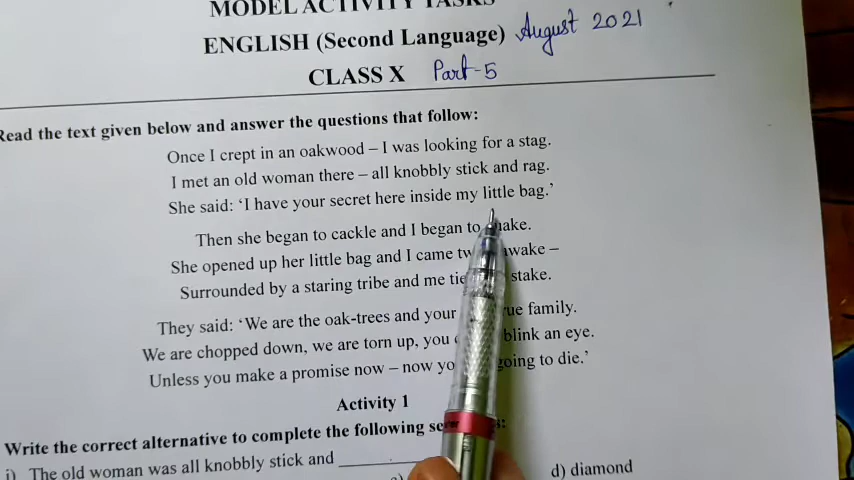 MODEL ACTIVITY TASKS
ENGLISH (Second Language) August 2021
CLASS X Part-5
Read the text given below and answer the questions that follow:
Once I crept in an oakwood – I was looking for a stag.
I met an old woman there – all knobbly stick and rag.
She said: ‘I have your secret here inside my little bag.’
Then she began to cackle and I began to quake.
She opened up her little bag and I came awake –
Surrounded by a staring tribe and me stake.
They said: ‘We are the oak-trees and your true family.
We are chopped down, we are torn up, you blink an eye.
Unless you make a promise now – now going to die.’
Activity 1
Write the correct alternative to complete the following
i) The old woman was all knobbly stick and ________
d) diamond